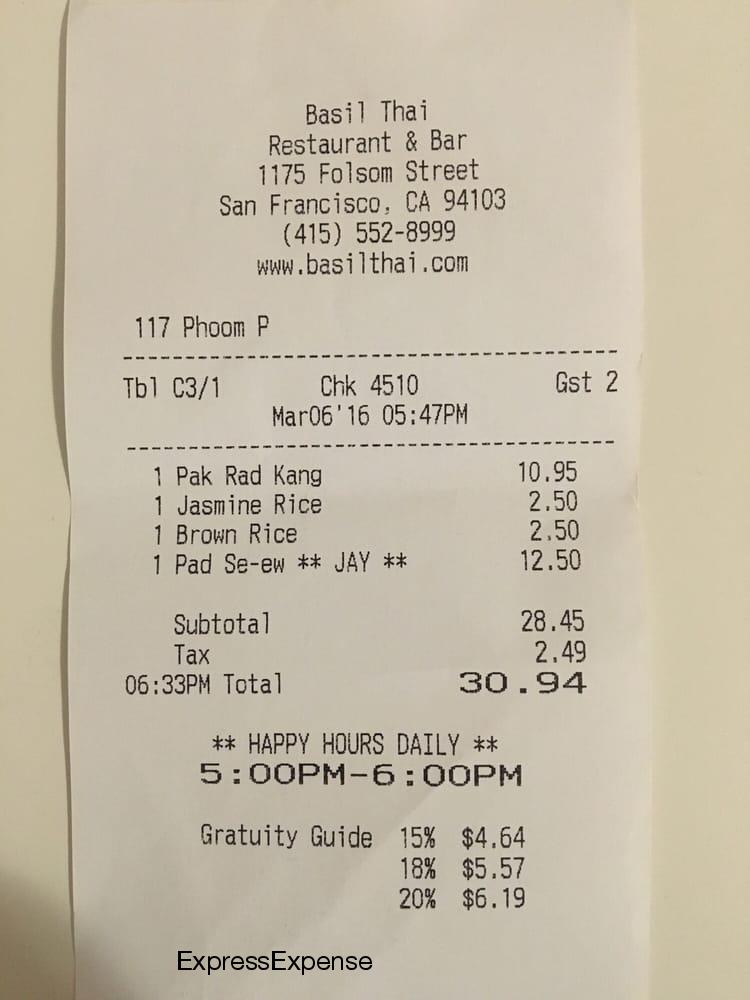 Basil Thai
Restaurant & Bar
1175 Folsom Street
San Francisco, CA 94103
(415) 552-8999
www.basilthai.com
117 Phoom P
Tbl C3/1 Chk 4510 Gst 2
Mar06'16 05:47PM
1 Pak Rad Kang 10.95
1 Jasmine Rice 2.50
1 Brown Rice 2.50
1 Pad Se-ew ** JAY ** 12.50
Subtotal 28.45
Tax 2.49
06:33PM Total 30.94
** HAPPY HOURS DAILY **
5:00PM-6:00PM
Gratuity Guide 15% $4.64
18% $5.57
20% $6.19
ExpressExpense